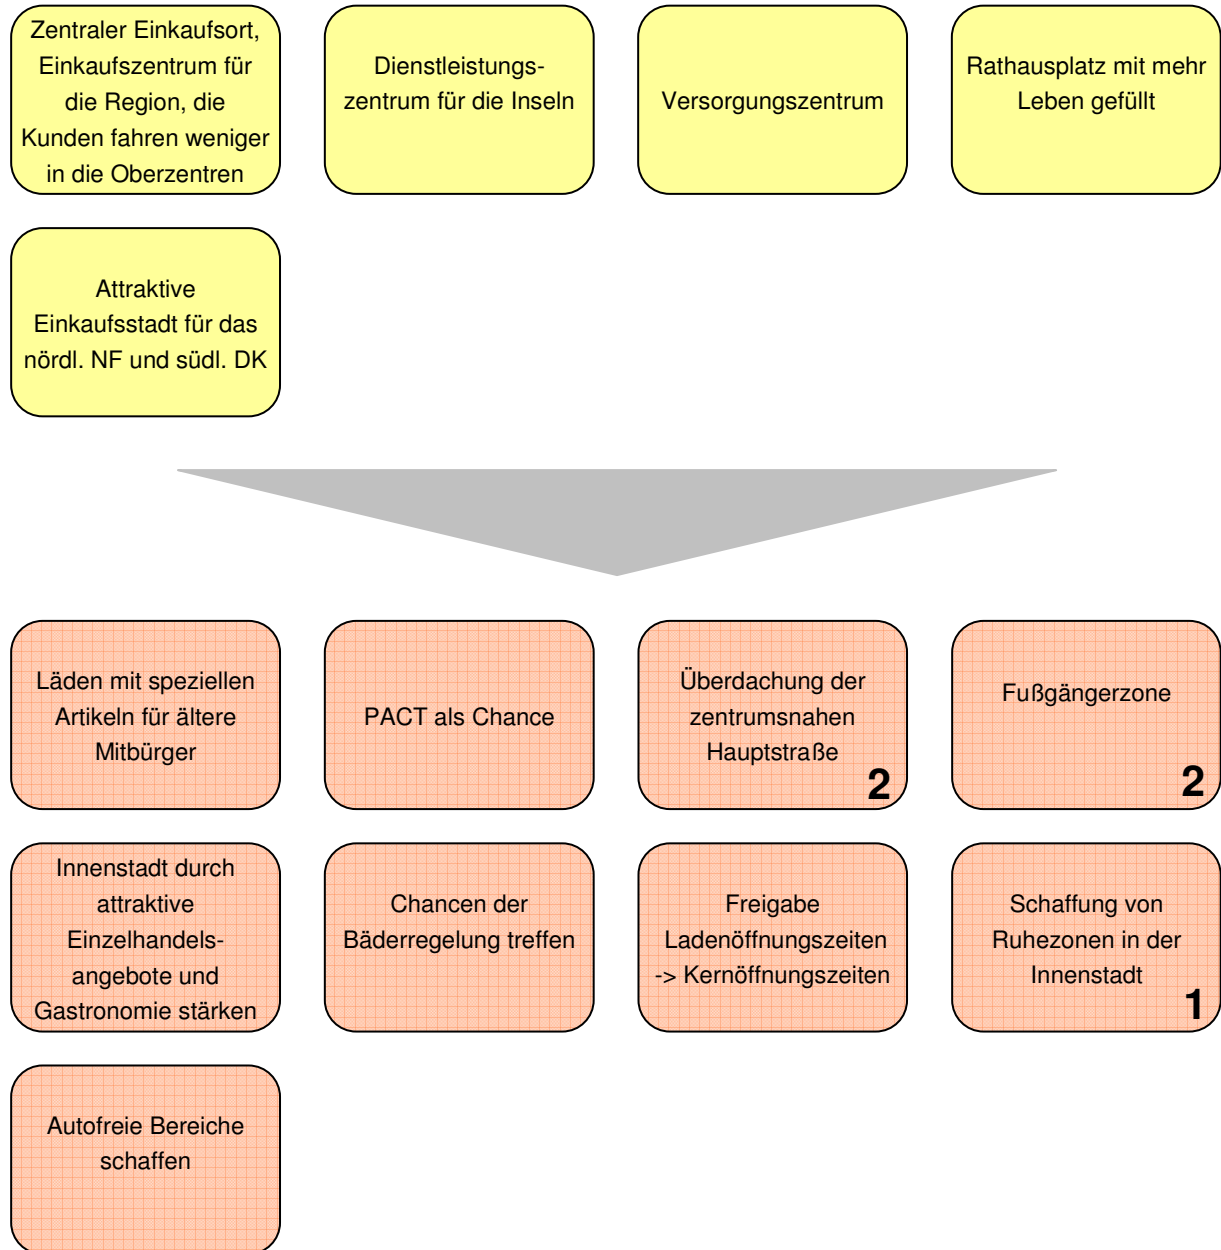 Zentraler Einkaufsort,
Einkaufszentrum für
die Region, die
Kunden fahren weniger
in die Oberzentren
Dienstleistungs-
zentrum für die Inseln
Versorgungszentrum
Rathausplatz mit mehr
Leben gefüllt
Attraktive
Einkaufsstadt für das
nördl. NF und südl. DK
Läden mit speziellen
Artikeln für ältere
Mitbürger
PACT als Chance
Überdachung der
zentrumsnahen
Hauptstraße
2
Fußgängerzone
2
Innenstadt durch
attraktive
Einzelhandels-
angebote und
Gastronomie stärken
Chancen der
Bäderregelung treffen
Freigabe
Ladenöffnungszeiten
-> Kernöffnungszeiten
Schaffung von
Ruhezonen in der
Innenstadt
1
Autofreie Bereiche
schaffen